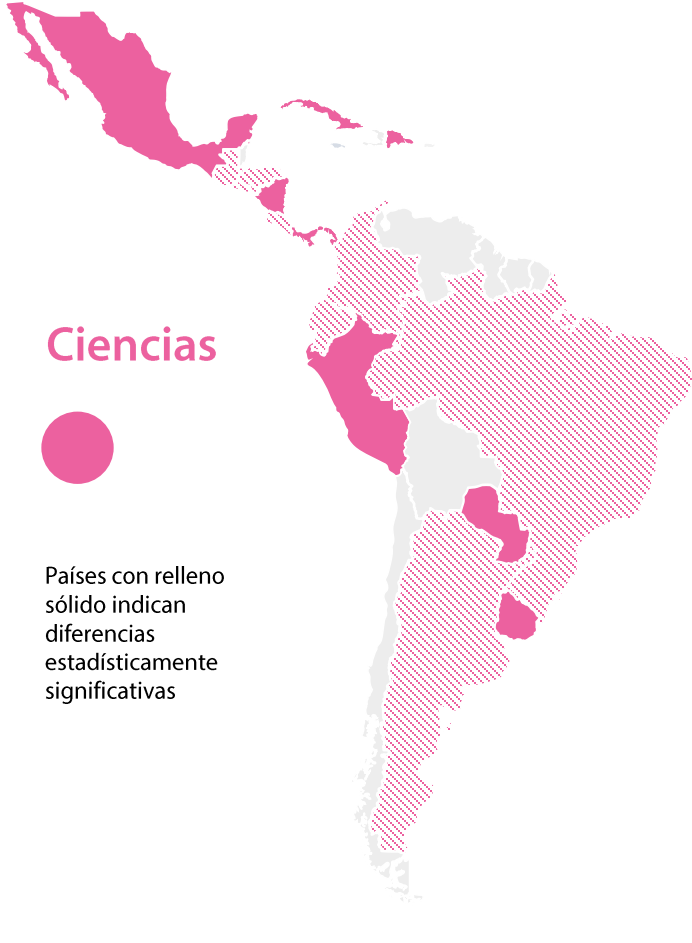 Ciencias
Países con relleno
sólido indican
diferencias
estadísticamente
significativas